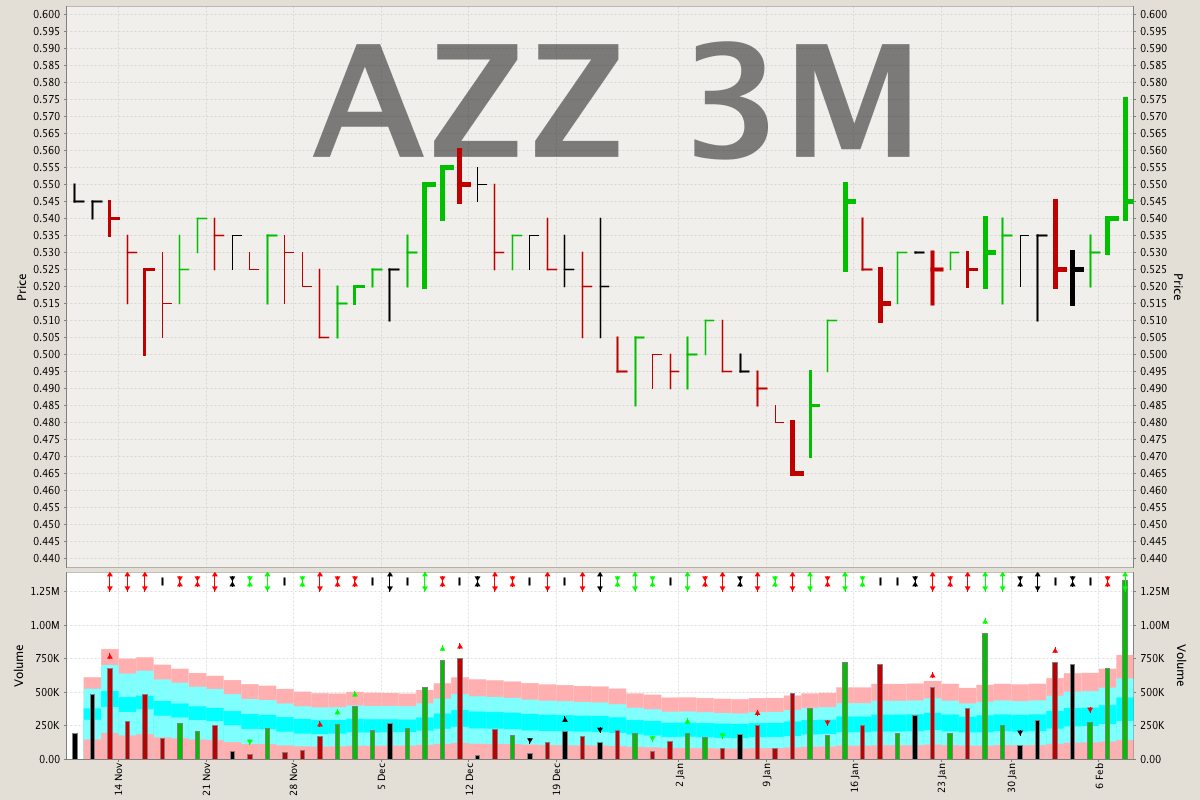 AZZ 3M
0.600 0.600
0.595 0.595
0.590 0.590
0.585 0.585
0.580 0.580
0.575 0.575
0.570 0.570
0.565 0.565
0.560 0.560
0.555 0.555
0.550 0.550
0.545 0.545
0.540 0.540
0.535 0.535
0.530 0.530
0.525 0.525
0.520 0.520
0.515 0.515
0.510 0.510
0.505 0.505
0.500 0.500
0.495 0.495
0.490 0.490
0.485 0.485
0.480 0.480
0.475 0.475
0.470 0.470
0.465 0.465
0.460 0.460
0.455 0.455
0.450 0.450
0.445 0.445
0.440 0.440
Price
Price
1.25M 1.25M
1.00M 1.00M
750K 750K
500K 500K
250K 250K
0.00 0.00
Volume
Volume
14 Nov
21 Nov
28 Nov
5 Dec
12 Dec
19 Dec
2 Jan
9 Jan
16 Jan
23 Jan
30 Jan
6 Feb